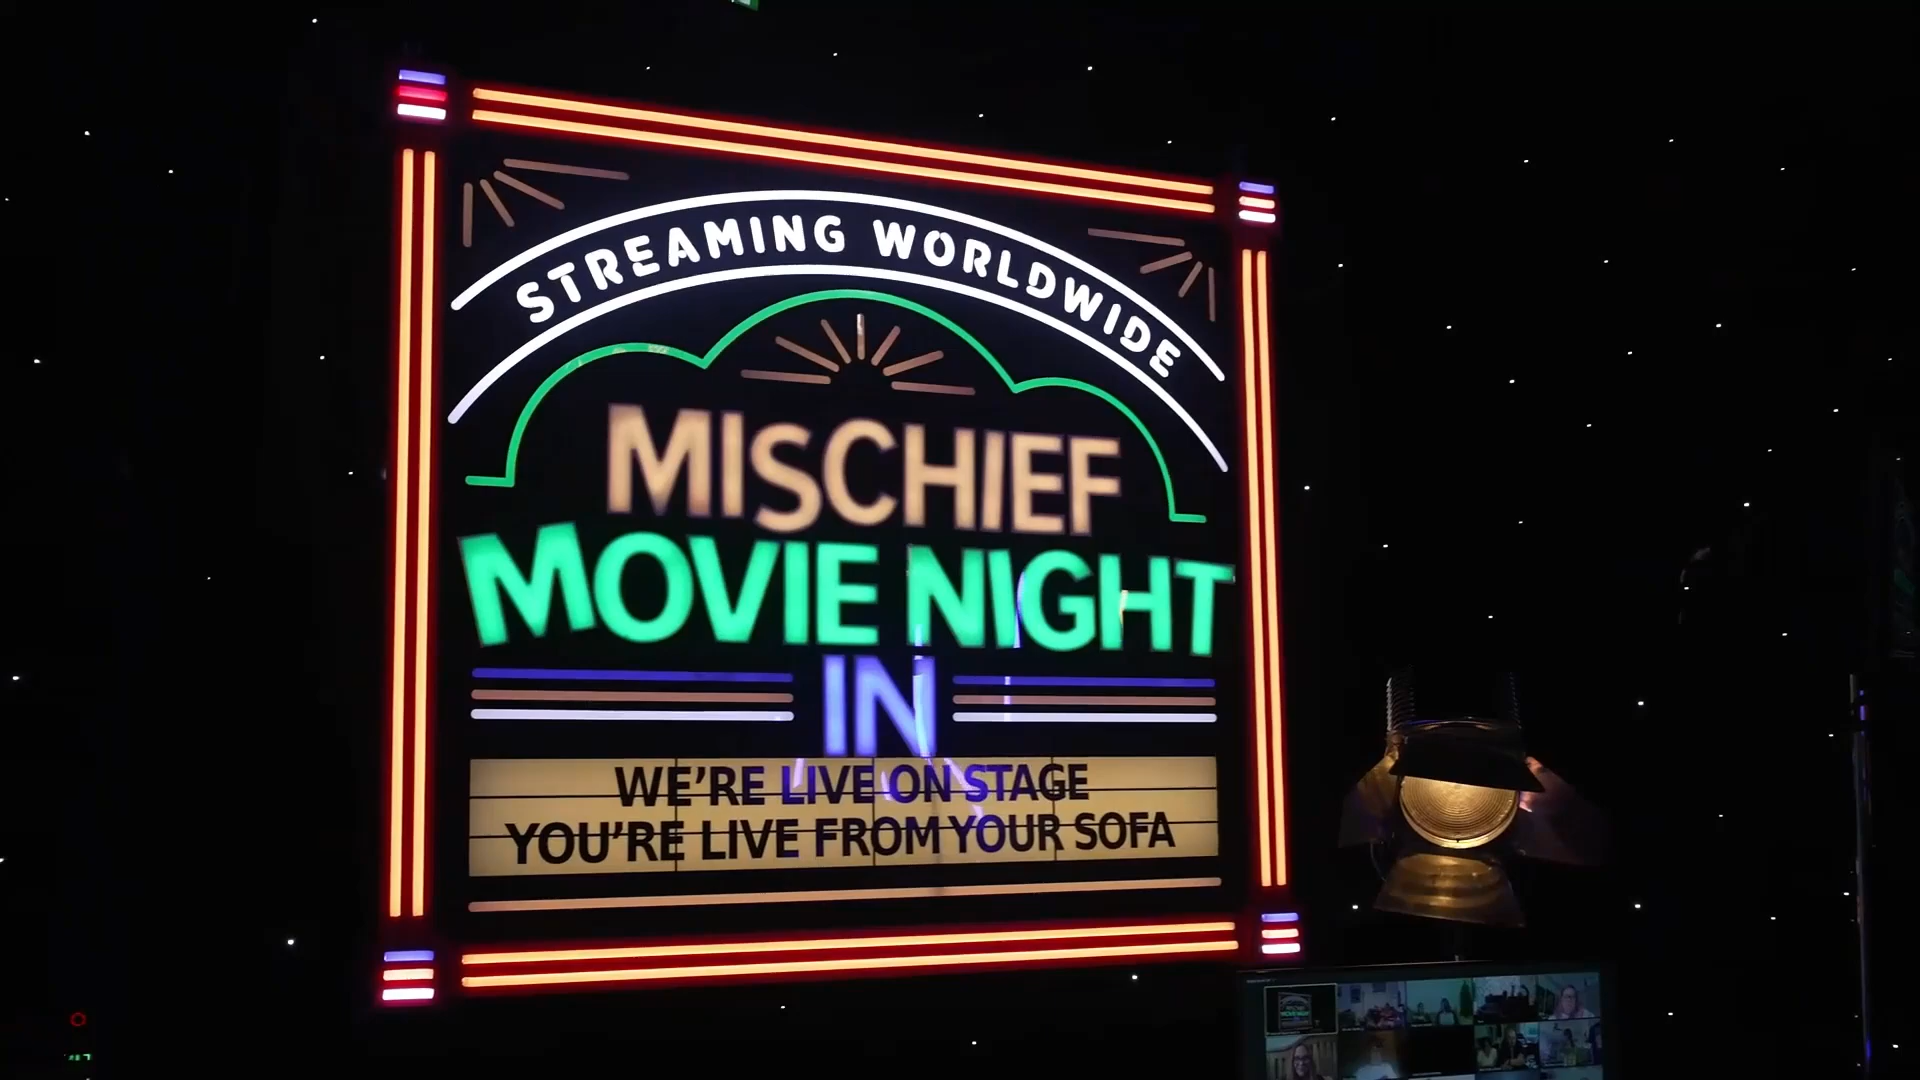 STREAMING WORLDWIDE
MISCHIEF
MOVIE NIGHT
IN
WE'RE LIVE ON STAGE
YOU'RE LIVE FROM YOUR SOFA